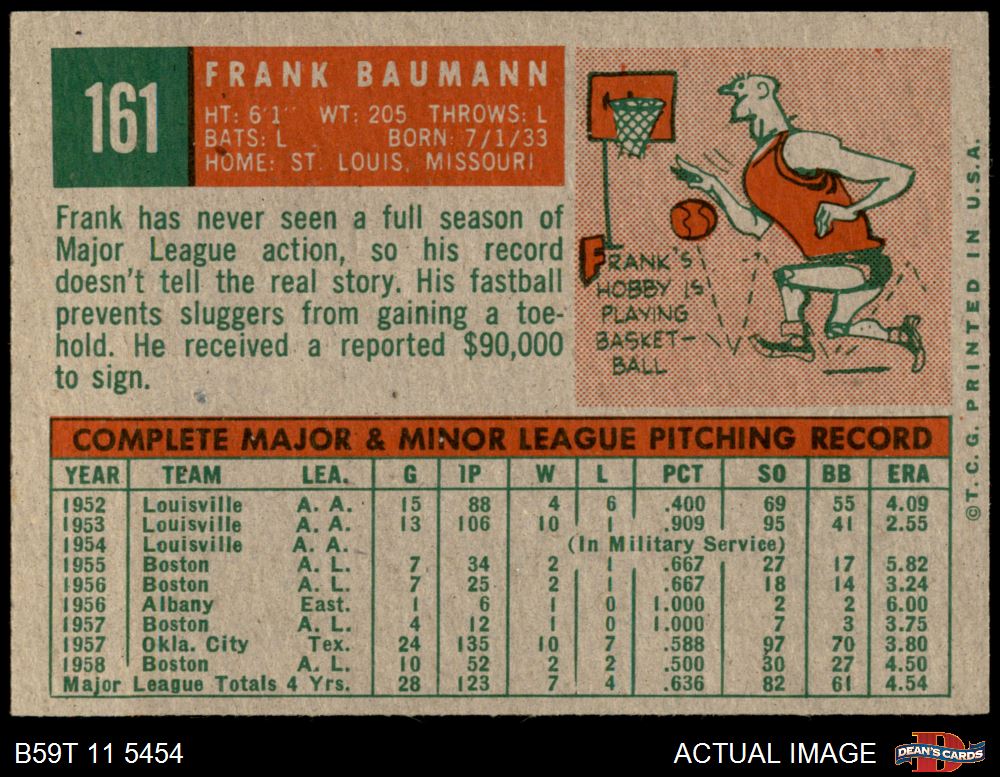 161
FRANK BAUMANN
HT: 6'1" WT: 205 THROWS: L
BATS: L BORN: 7/1/33
HOME: ST. LOUIS, MISSOURI
Frank has never seen a full season of
Major League action, so his record
doesn't tell the real story. His fastball
prevents sluggers from gaining a toe-
hold. He received a reported $90,000
to sign.
FRANK'S
HOBBY IS
PLAYING
BASKET-
BALL
©T. C. G. PRINTED IN U.S.A.
COMPLETE MAJOR & MINOR LEAGUE PITCHING RECORD
YEAR TEAM LEA. G IP W L PCT SO BB ERA
1952 Louisville A. A. 15 88 4 6 .400 69 55 4.09
1953 Louisville A. A. 13 106 10 1 .909 95 41 2.55
1954 Louisville A. A. (In Military Service)
1955 Boston A. L. 7 34 2 1 .667 27 17 5.82
1956 Boston A. L. 7 25 2 1 .667 18 14 3.24
1956 Albany East. 1 6 1 0 1.000 2 2 6.00
1957 Boston A. L. 4 12 1 0 1.000 7 3 3.75
1957 Okla. City Tex. 24 135 10 7 .588 97 70 3.80
1958 Boston A. L. 10 52 2 2 .500 30 27 4.50
Major League Totals 4 Yrs. 28 123 7 4 .636 82 61 4.54
B59T 11 5454
ACTUAL IMAGE
DEAN'S CARDS